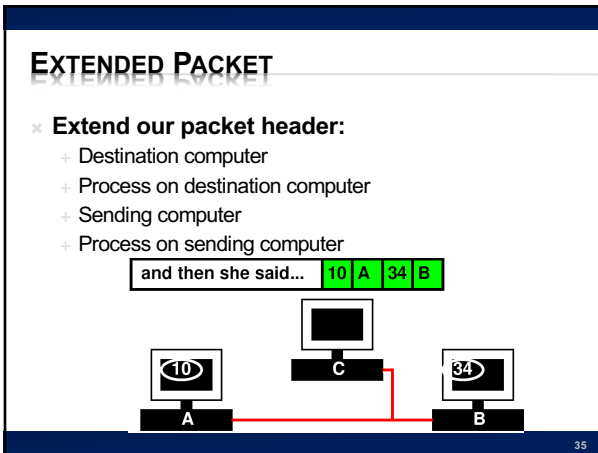 EXTENDED PACKET
× Extend our packet header:
+ Destination computer
+ Process on destination computer
+ Sending computer
+ Process on sending computer
and then she said... 10 A 34 B
10 C 34
A B
35